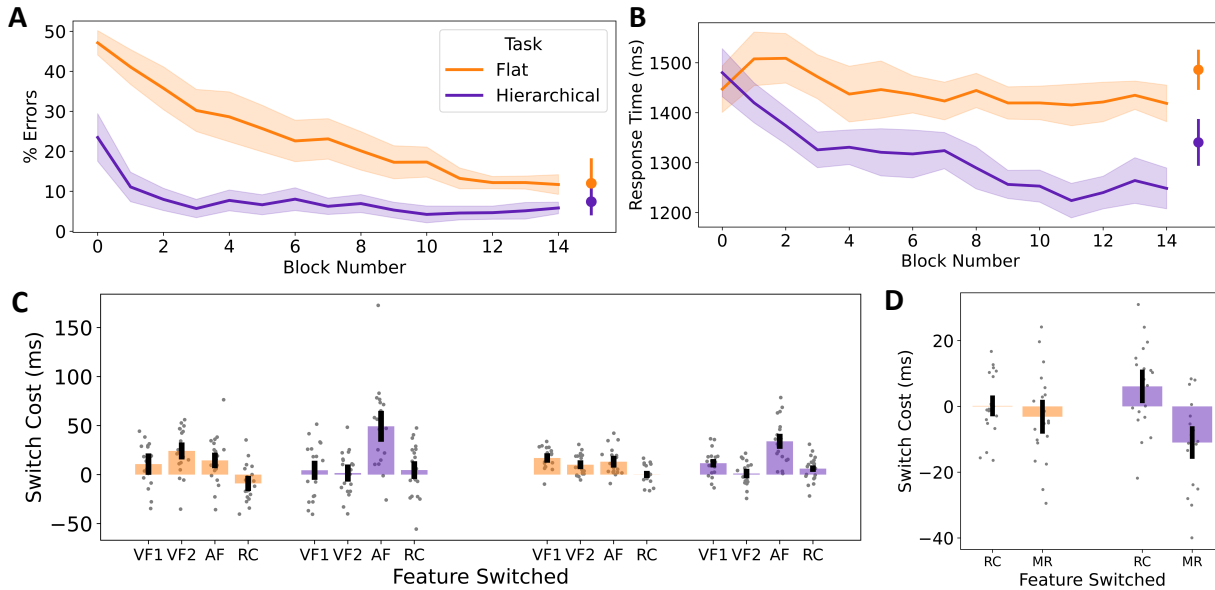 A
% Errors
50
40
30
20
10
0
Task
Flat
Hierarchical
0 2 4 6 8 10 12 14
Block Number
B
Response Time (ms)
1500
1400
1300
1200
0 2 4 6 8 10 12 14
Block Number
C
Switch Cost (ms)
150
100
50
0
−50
VF1 VF2 AF RC VF1 VF2 AF RC VF1 VF2 AF RC VF1 VF2 AF RC
Feature Switched
D
Switch Cost (ms)
20
0
−20
−40
RC MR RC MR
Feature Switched